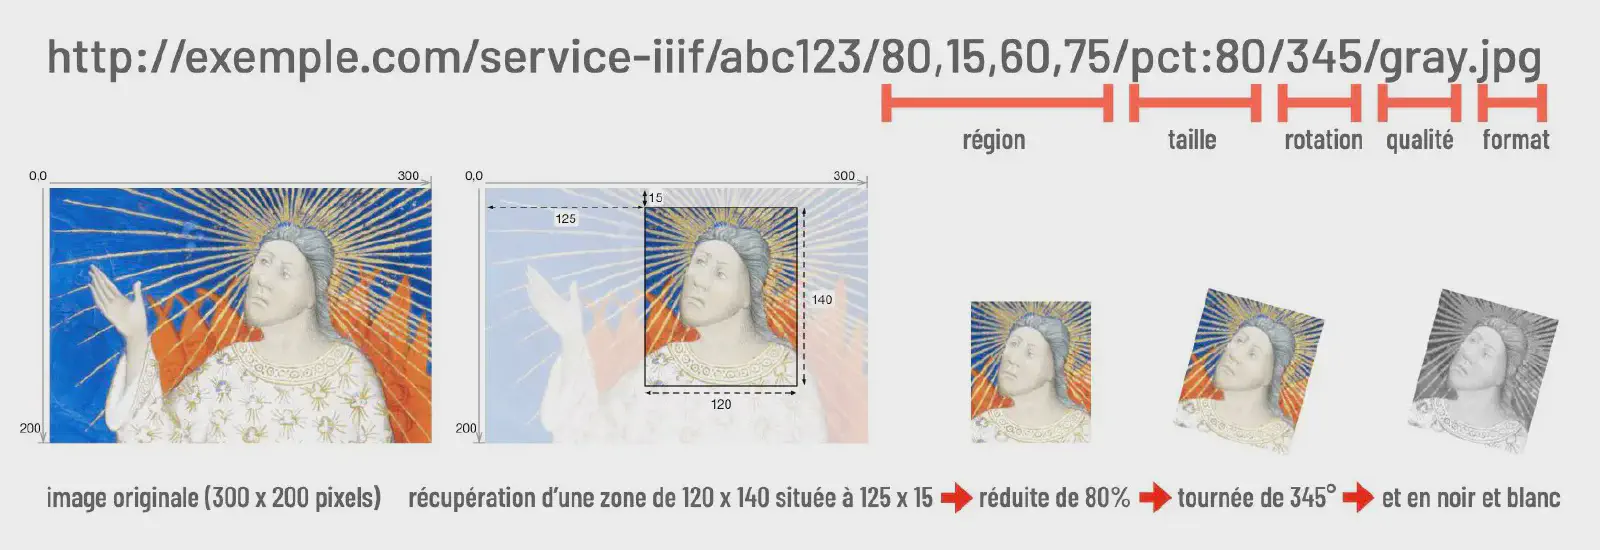 http://exemple.com/service-iiif/abc123/80,15,60,75/pct:80/345/gray.jpg
région taille rotation qualité format
0,0 300
200
0,0 300
15
125
140
120
200
image originale (300 x 200 pixels)
récupération d’une zone de 120 x 140 située à 125 x 15 réduite de 80% tournée de 345° et en noir et blanc